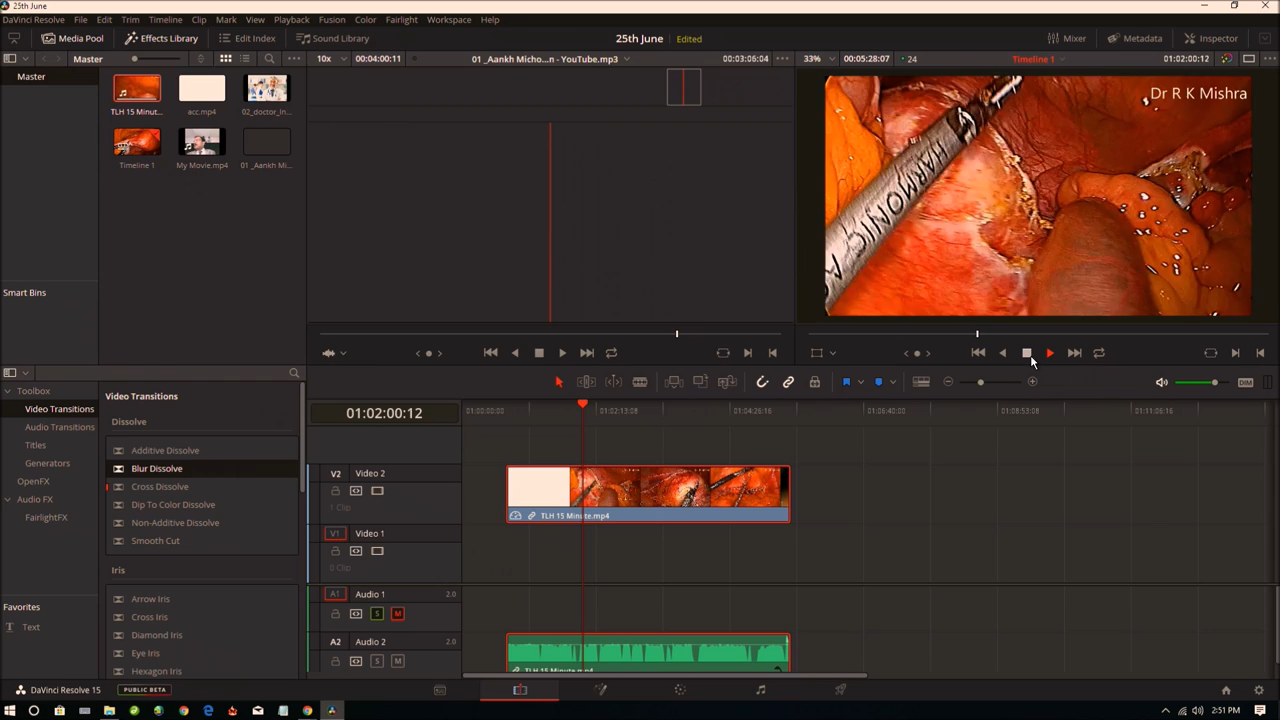 25th June
DaVinci Resolve File Edit Trim Timeline Clip Mark View Playback Fusion Color Fairlight Workspace Help
Media Pool Effects Library Edit Index Sound Library 25th June Edited Mixer Metadata Inspector
Master 10x 00:04:00:11 01 _Aankh Micho...n - YouTube.mp3 00:03:06:04 33% 00:05:28:07 24 Timeline 1 01:02:00:12
Master
TLH 15 Minut... acc.mp4 02_doctor_In...
Timeline 1 My Movie.mp4 01 _Aankh Mi...
Dr R K Mishra
HARMONIC A
Smart Bins
Toolbox
Video Transitions
Audio Transitions
Titles
Generators
OpenFX
Audio FX
FairlightFX
Favorites
Text
Video Transitions
Dissolve
Additive Dissolve
Blur Dissolve
Cross Dissolve
Dip To Color Dissolve
Non-Additive Dissolve
Smooth Cut
Iris
Arrow Iris
Cross Iris
Diamond Iris
Eye Iris
Hexagon Iris
DIM
01:02:00:12 01:00:00:00 01:02:13:08 01:04:26:16 01:06:40:00 01:08:53:08 01:11:06:16
V2 Video 2
1 Clip
TLH 15 Minute.mp4
V1 Video 1
0 Clip
A1 Audio 1 2.0
S M
A2 Audio 2 2.0
S M
TLH 15 Minute.mp4
DaVinci Resolve 15 PUBLIC BETA
2:51 PM